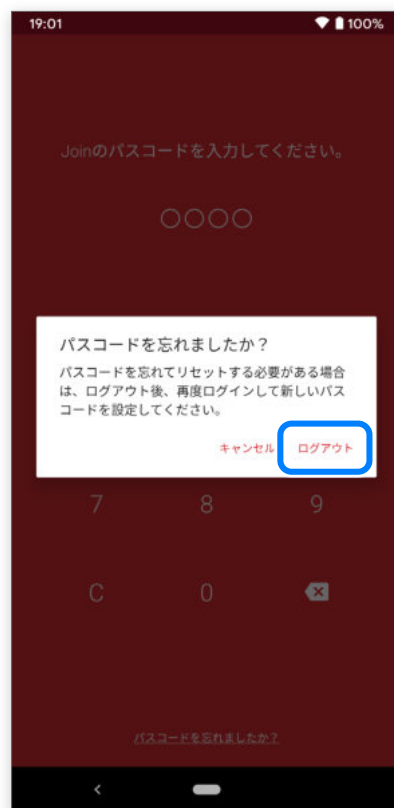 19:01 100%
Joinのパスコードを入力してください。
パスコードを忘れましたか？
パスコードを忘れてリセットする必要がある場合
は、ログアウト後、再度ログインして新しいパス
コードを設定してください。
キャンセル ログアウト
7 8 9
C 0
パスコードを忘れましたか?